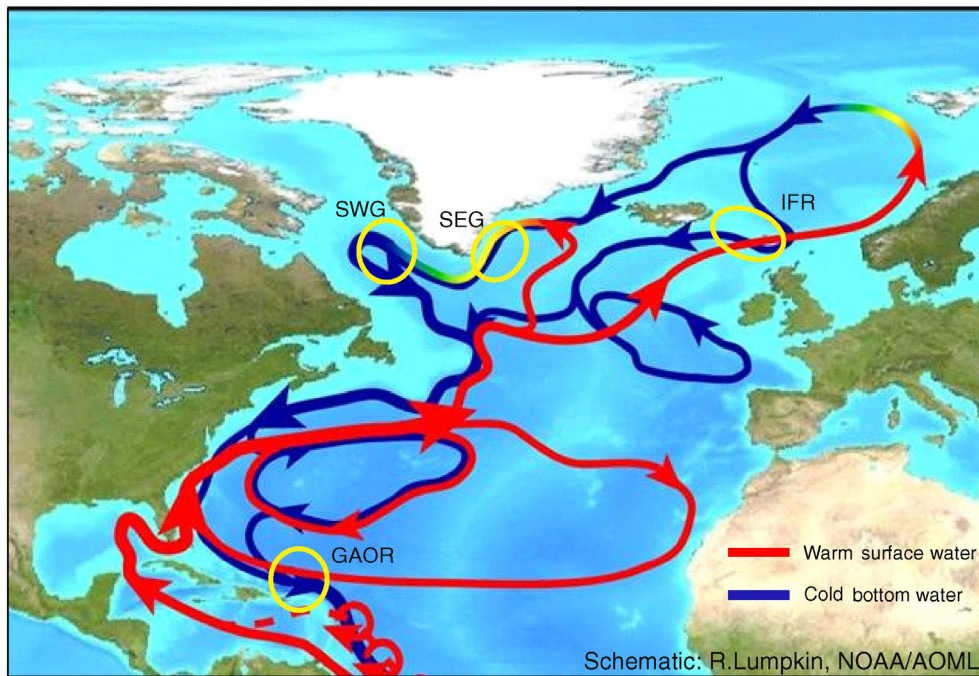 IFR
SWG
SEG
GAOR
Warm surface water
Cold bottom water
Schematic: R.Lumpkin, NOAA/AOML